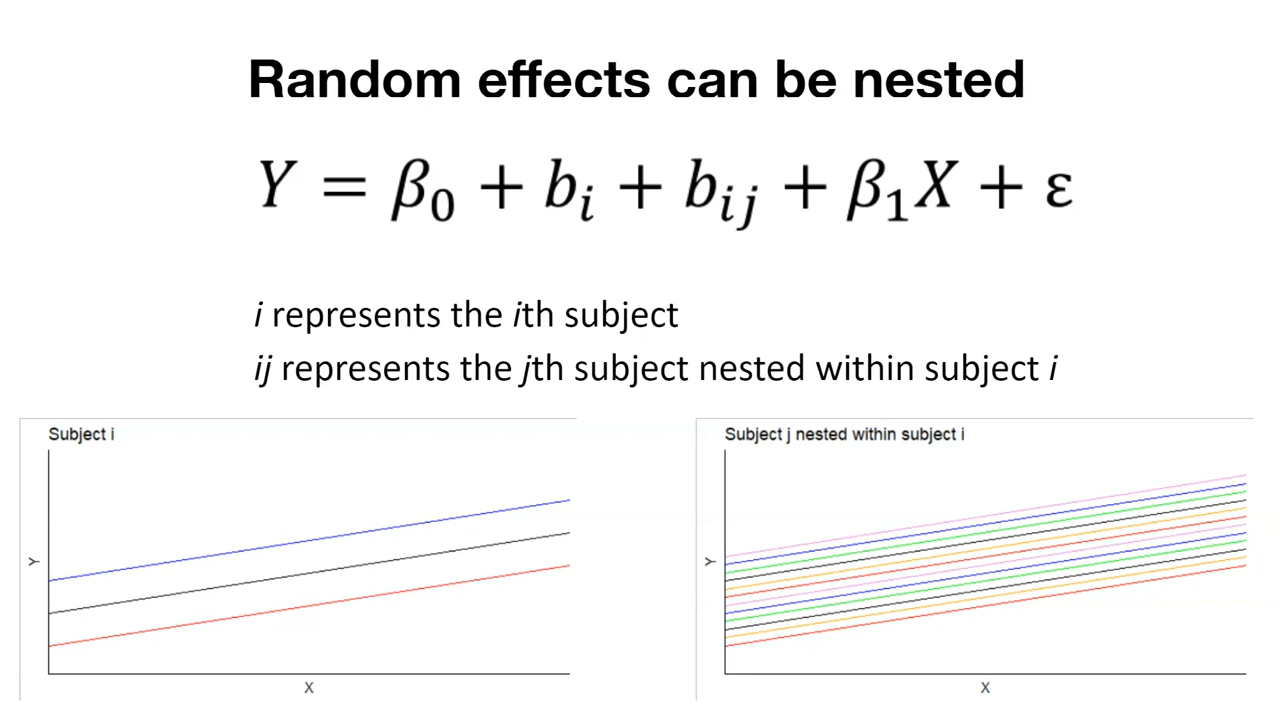 Random effects can be nested
Y = β₀ + bᵢ + bᵢⱼ + β₁X + ε
i represents the ith subject
ij represents the jth subject nested within subject i
Subject i
Y
X
Subject j nested within subject i
Y
X